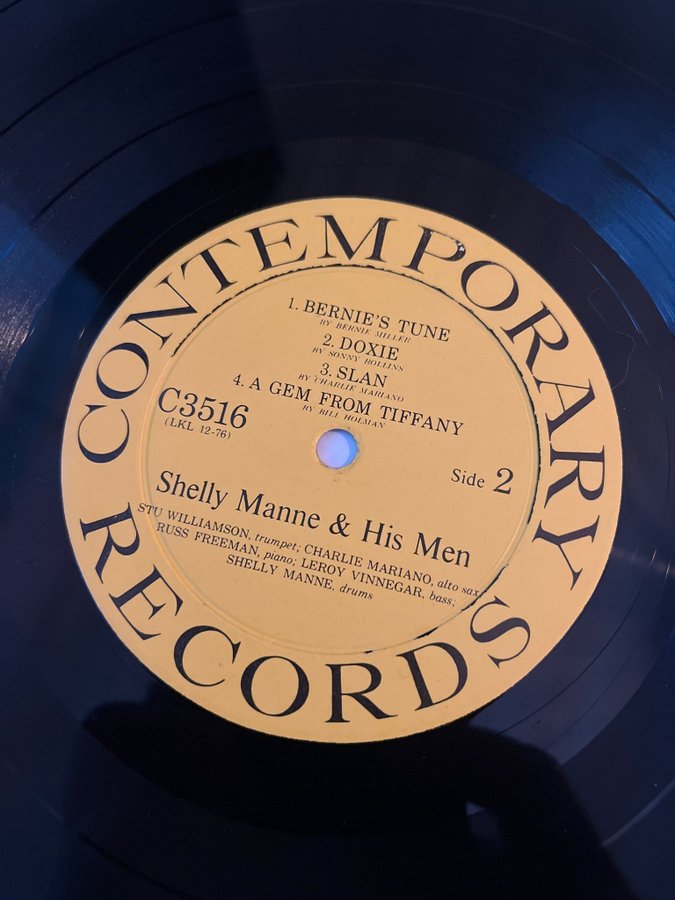 CONTEMPORARY
1. BERNIE'S TUNE
BY BERNIE MILLER
2. DOXIE
BY SONNY ROLLINS
3. SLAN
BY CHARLIE MARIANO
4. A GEM FROM TIFFANY
BY BILL HOLMAN
C3516
(LKL 12-76)
Side 2
Shelly Manne & His Men
STU WILLIAMSON, trumpet; CHARLIE MARIANO, alto sax
RUSS FREEMAN, piano; LEROY VINNEGAR, bass;
SHELLY MANNE, drums
RECORDS